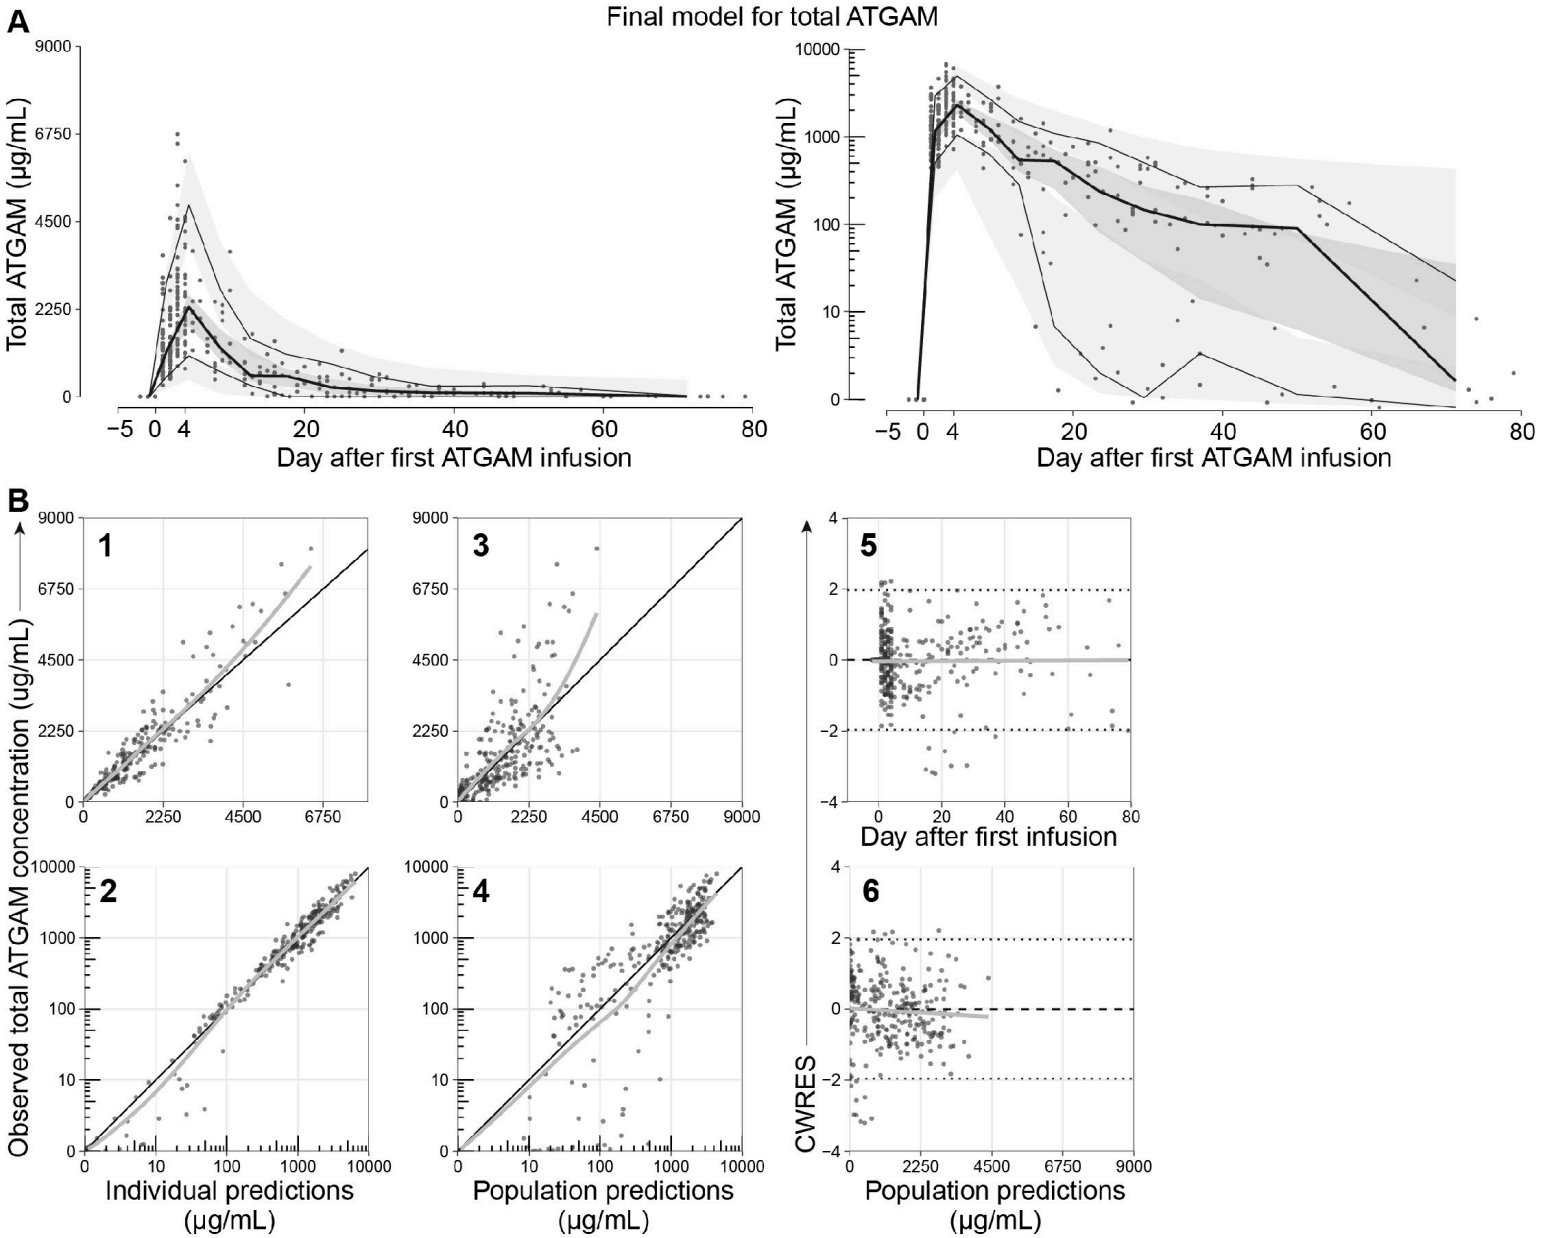 A
Final model for total ATGAM
Total ATGAM (µg/mL)
9000
6750
4500
2250
0
−5 0 4 20 40 60 80
Day after first ATGAM infusion
Total ATGAM (µg/mL)
10000
1000
100
10
0
−5 0 4 20 40 60 80
Day after first ATGAM infusion
B
Observed total ATGAM concentration (ug/mL)
1
9000
6750
4500
2250
0
0 2250 4500 6750
3
9000
6750
4500
2250
0
0 2250 4500 6750 9000
CWRES
5
4
2
0
−2
−4
0 20 40 60 80
Day after first infusion
2
10000
1000
100
10
0
0 10 100 1000 10000
Individual predictions
(µg/mL)
4
10000
1000
100
10
0
0 10 100 1000 10000
Population predictions
(µg/mL)
6
4
2
0
−2
−4
0 2250 4500 6750 9000
Population predictions
(µg/mL)